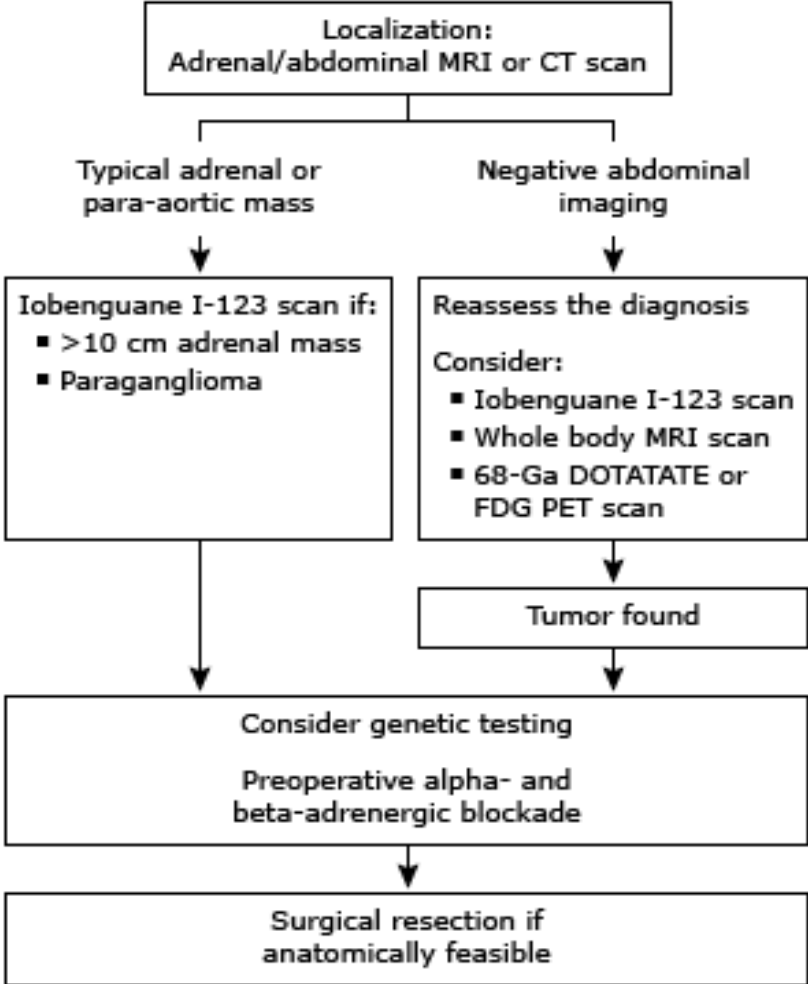 Localization:
Adrenal/abdominal MRI or CT scan
Typical adrenal or
para-aortic mass
Negative abdominal
imaging
Iobenguane I-123 scan if:
▪ >10 cm adrenal mass
▪ Paraganglioma
Reassess the diagnosis
Consider:
▪ Iobenguane I-123 scan
▪ Whole body MRI scan
▪ 68-Ga DOTATATE or
FDG PET scan
Tumor found
Consider genetic testing
Preoperative alpha- and
beta-adrenergic blockade
Surgical resection if
anatomically feasible